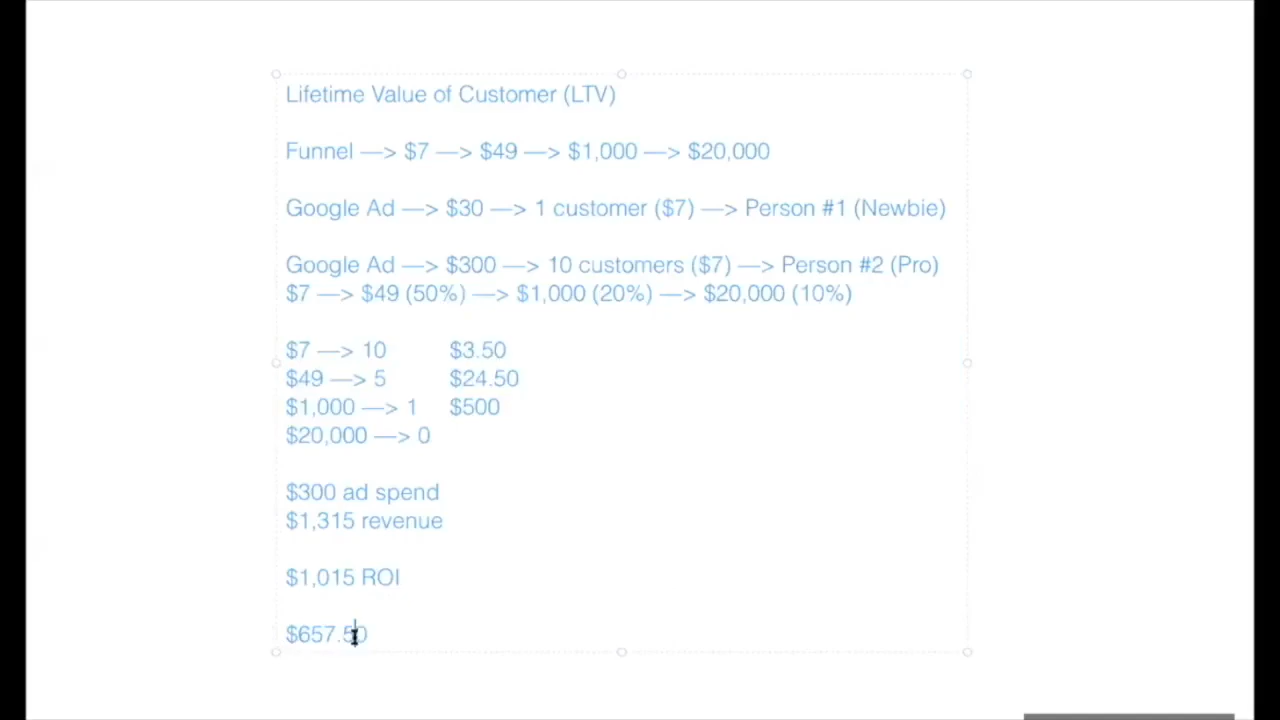 Lifetime Value of Customer (LTV)
Funnel —> $7 —> $49 —> $1,000 —> $20,000
Google Ad —> $30 —> 1 customer ($7) —> Person #1 (Newbie)
Google Ad —> $300 —> 10 customers ($7) —> Person #2 (Pro)
$7 —> $49 (50%) —> $1,000 (20%) —> $20,000 (10%)
$7 —> 10 $3.50
$49 —> 5 $24.50
$1,000 —> 1 $500
$20,000 —> 0
$300 ad spend
$1,315 revenue
$1,015 ROI
$657.50